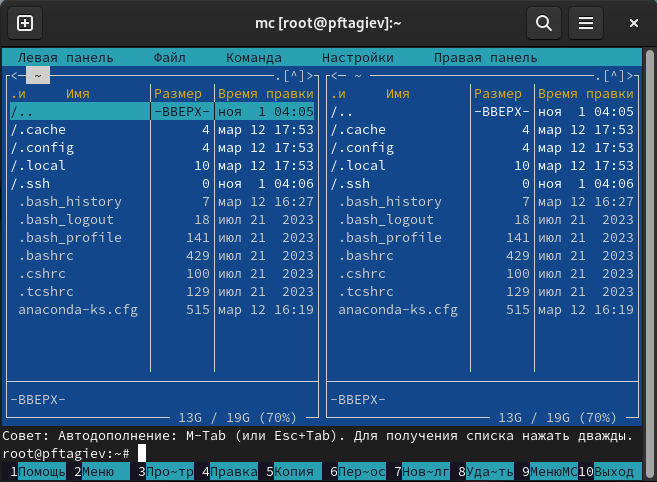 mc [root@pftagiev]:~
Левая панель Файл Команда Настройки Правая панель
<─ ~ .[^]> <─ ~ .[^]>
.и Имя Размер Время правки .и Имя Размер Время правки
/.. -ВВЕРХ- ноя 1 04:05 /.. -ВВЕРХ- ноя 1 04:05
/.cache 4 мар 12 17:53 /.cache 4 мар 12 17:53
/.config 4 мар 12 17:53 /.config 4 мар 12 17:53
/.local 10 мар 12 17:53 /.local 10 мар 12 17:53
/.ssh 0 ноя 1 04:06 /.ssh 0 ноя 1 04:06
.bash_history 7 мар 12 16:27 .bash_history 7 мар 12 16:27
.bash_logout 18 июл 21 2023 .bash_logout 18 июл 21 2023
.bash_profile 141 июл 21 2023 .bash_profile 141 июл 21 2023
.bashrc 429 июл 21 2023 .bashrc 429 июл 21 2023
.cshrc 100 июл 21 2023 .cshrc 100 июл 21 2023
.tcshrc 129 июл 21 2023 .tcshrc 129 июл 21 2023
anaconda-ks.cfg 515 мар 12 16:19 anaconda-ks.cfg 515 мар 12 16:19
-ВВЕРХ- -ВВЕРХ-
13G / 19G (70%) 13G / 19G (70%)
Совет: Автодополнение: M-Tab (или Esc+Tab). Для получения списка нажать дважды.
root@pftagiev:~#
1Помощь 2Меню 3Про~тр 4Правка 5Копия 6Пер~ос 7Нов~лг 8Уда~ть 9МенюMC 10Выход